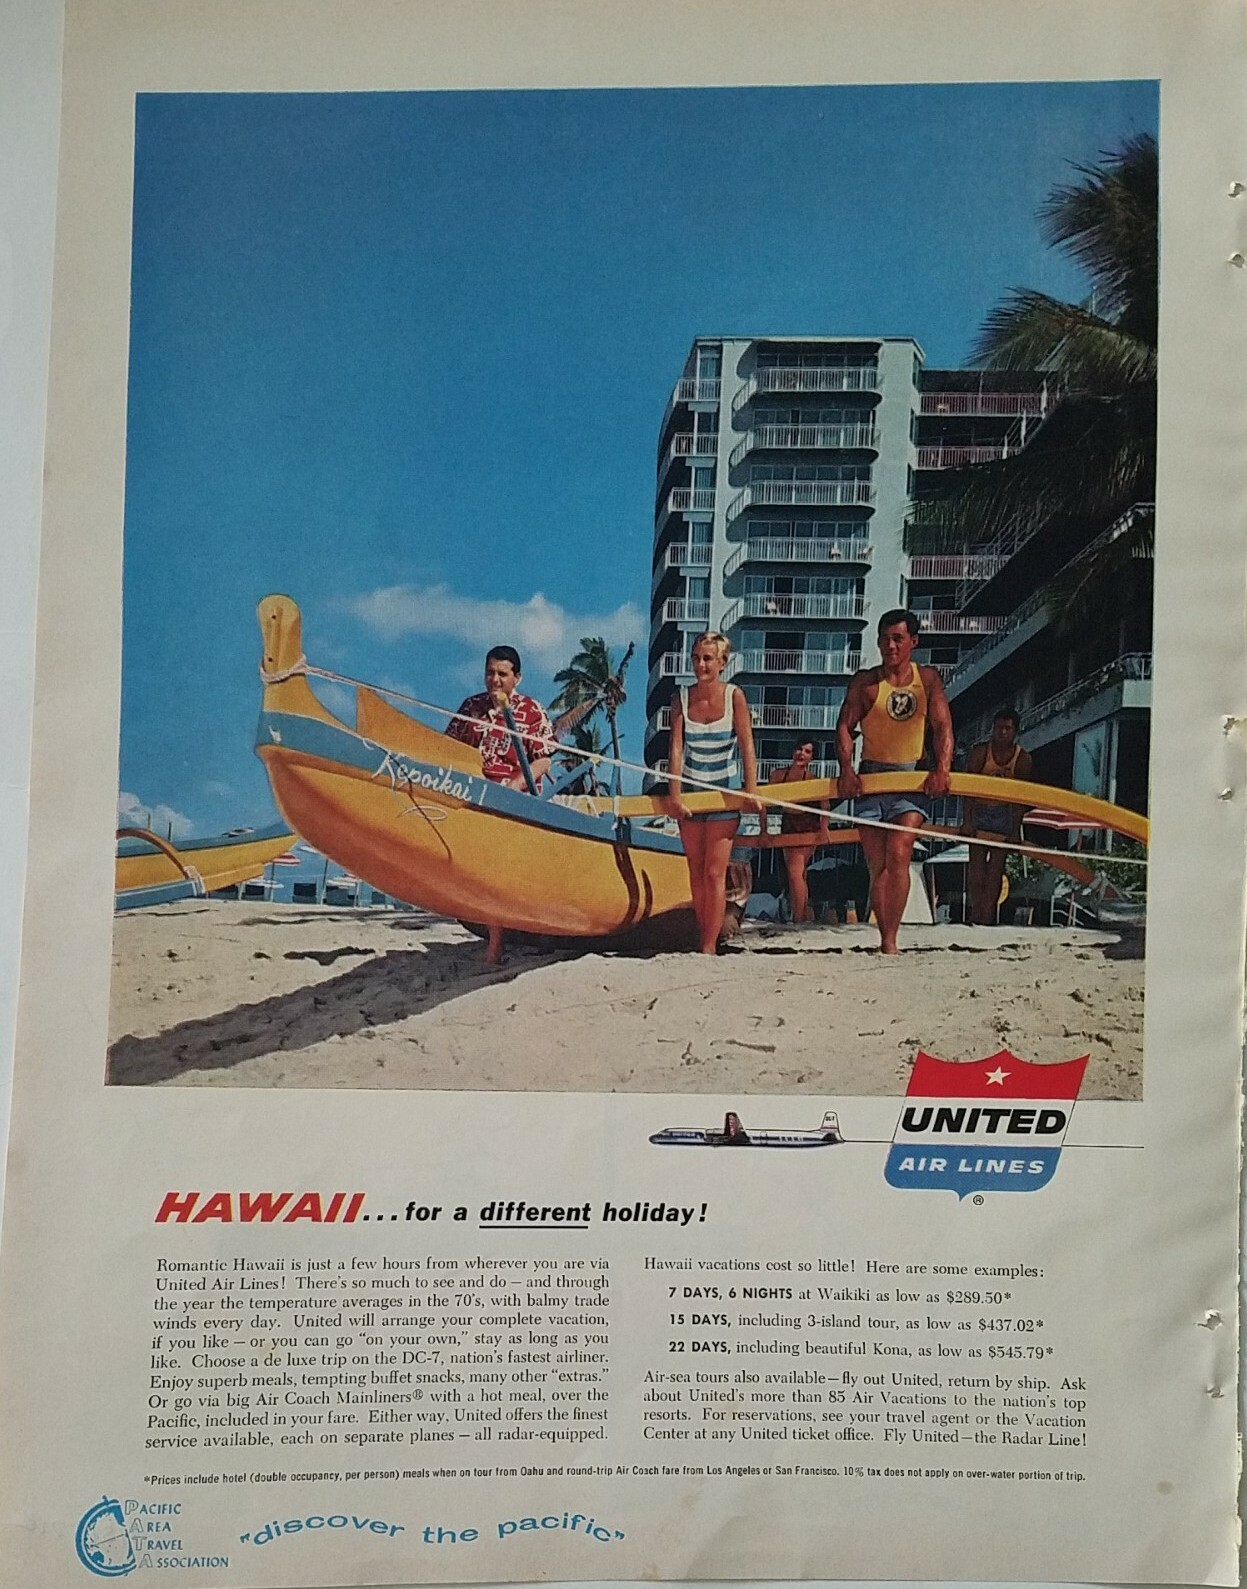 Kepoikai I
UNITED
AIR LINES
®
HAWAII...for a different holiday!
Romantic Hawaii is just a few hours from wherever you are via
United Air Lines! There's so much to see and do – and through
the year the temperature averages in the 70's, with balmy trade
winds every day. United will arrange your complete vacation,
if you like – or you can go "on your own," stay as long as you
like. Choose a de luxe trip on the DC-7, nation's fastest airliner.
Enjoy superb meals, tempting buffet snacks, many other "extras."
Or go via big Air Coach Mainliners® with a hot meal, over the
Pacific, included in your fare. Either way, United offers the finest
service available, each on separate planes – all radar-equipped.
Hawaii vacations cost so little! Here are some examples:
7 DAYS, 6 NIGHTS at Waikiki as low as $289.50*
15 DAYS, including 3-island tour, as low as $437.02*
22 DAYS, including beautiful Kona, as low as $545.79*
Air-sea tours also available – fly out United, return by ship. Ask
about United's more than 85 Air Vacations to the nation's top
resorts. For reservations, see your travel agent or the Vacation
Center at any United ticket office. Fly United – the Radar Line!
*Prices include hotel (double occupancy, per person) meals when on tour from Oahu and round-trip Air Coach fare from Los Angeles or San Francisco. 10% tax does not apply on over-water portion of trip.
PACIFIC
AREA
TRAVEL
ASSOCIATION
"discover the pacific"